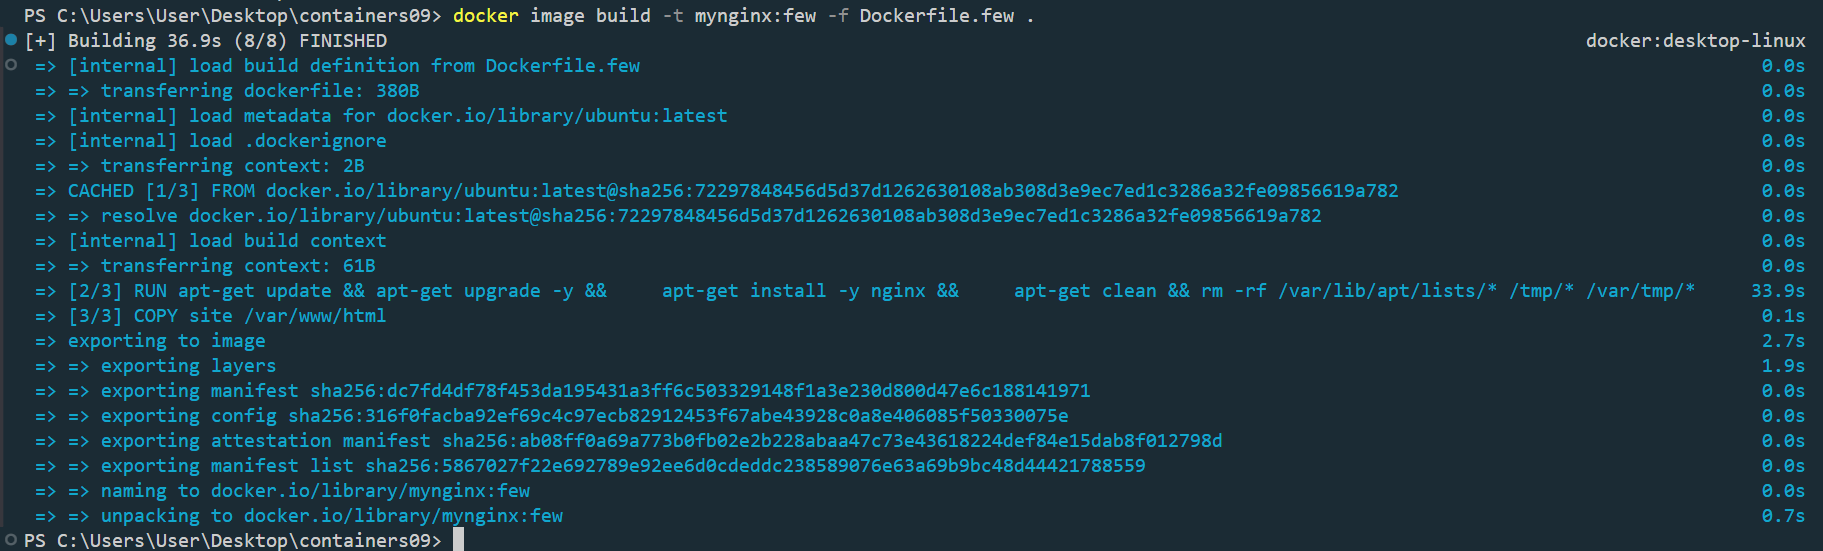 PS C:\Users\User\Desktop\containers09> docker image build -t mynginx:few -f Dockerfile.few .
[+] Building 36.9s (8/8) FINISHED docker:desktop-linux
=> [internal] load build definition from Dockerfile.few 0.0s
=> => transferring dockerfile: 380B 0.0s
=> [internal] load metadata for docker.io/library/ubuntu:latest 0.0s
=> [internal] load .dockerignore 0.0s
=> => transferring context: 2B 0.0s
=> CACHED [1/3] FROM docker.io/library/ubuntu:latest@sha256:72297848456d5d37d1262630108ab308d3e9ec7ed1c3286a32fe09856619a782 0.0s
=> => resolve docker.io/library/ubuntu:latest@sha256:72297848456d5d37d1262630108ab308d3e9ec7ed1c3286a32fe09856619a782 0.0s
=> [internal] load build context 0.0s
=> => transferring context: 61B 0.0s
=> [2/3] RUN apt-get update && apt-get upgrade -y &&     apt-get install -y nginx &&     apt-get clean && rm -rf /var/lib/apt/lists/* /tmp/* /var/tmp/* 33.9s
=> [3/3] COPY site /var/www/html 0.1s
=> exporting to image 2.7s
=> => exporting layers 1.9s
=> => exporting manifest sha256:dc7fd4df78f453da195431a3ff6c503329148f1a3e230d800d47e6c188141971 0.0s
=> => exporting config sha256:316f0facba92ef69c4c97ecb82912453f67abe43928c0a8e406085f50330075e 0.0s
=> => exporting attestation manifest sha256:ab08ff0a69a773b0fb02e2b228abaa47c73e43618224def84e15dab8f012798d 0.0s
=> => exporting manifest list sha256:5867027f22e692789e92ee6d0cdeddc238589076e63a69b9bc48d44421788559 0.0s
=> => naming to docker.io/library/mynginx:few 0.0s
=> => unpacking to docker.io/library/mynginx:few 0.7s
PS C:\Users\User\Desktop\containers09>